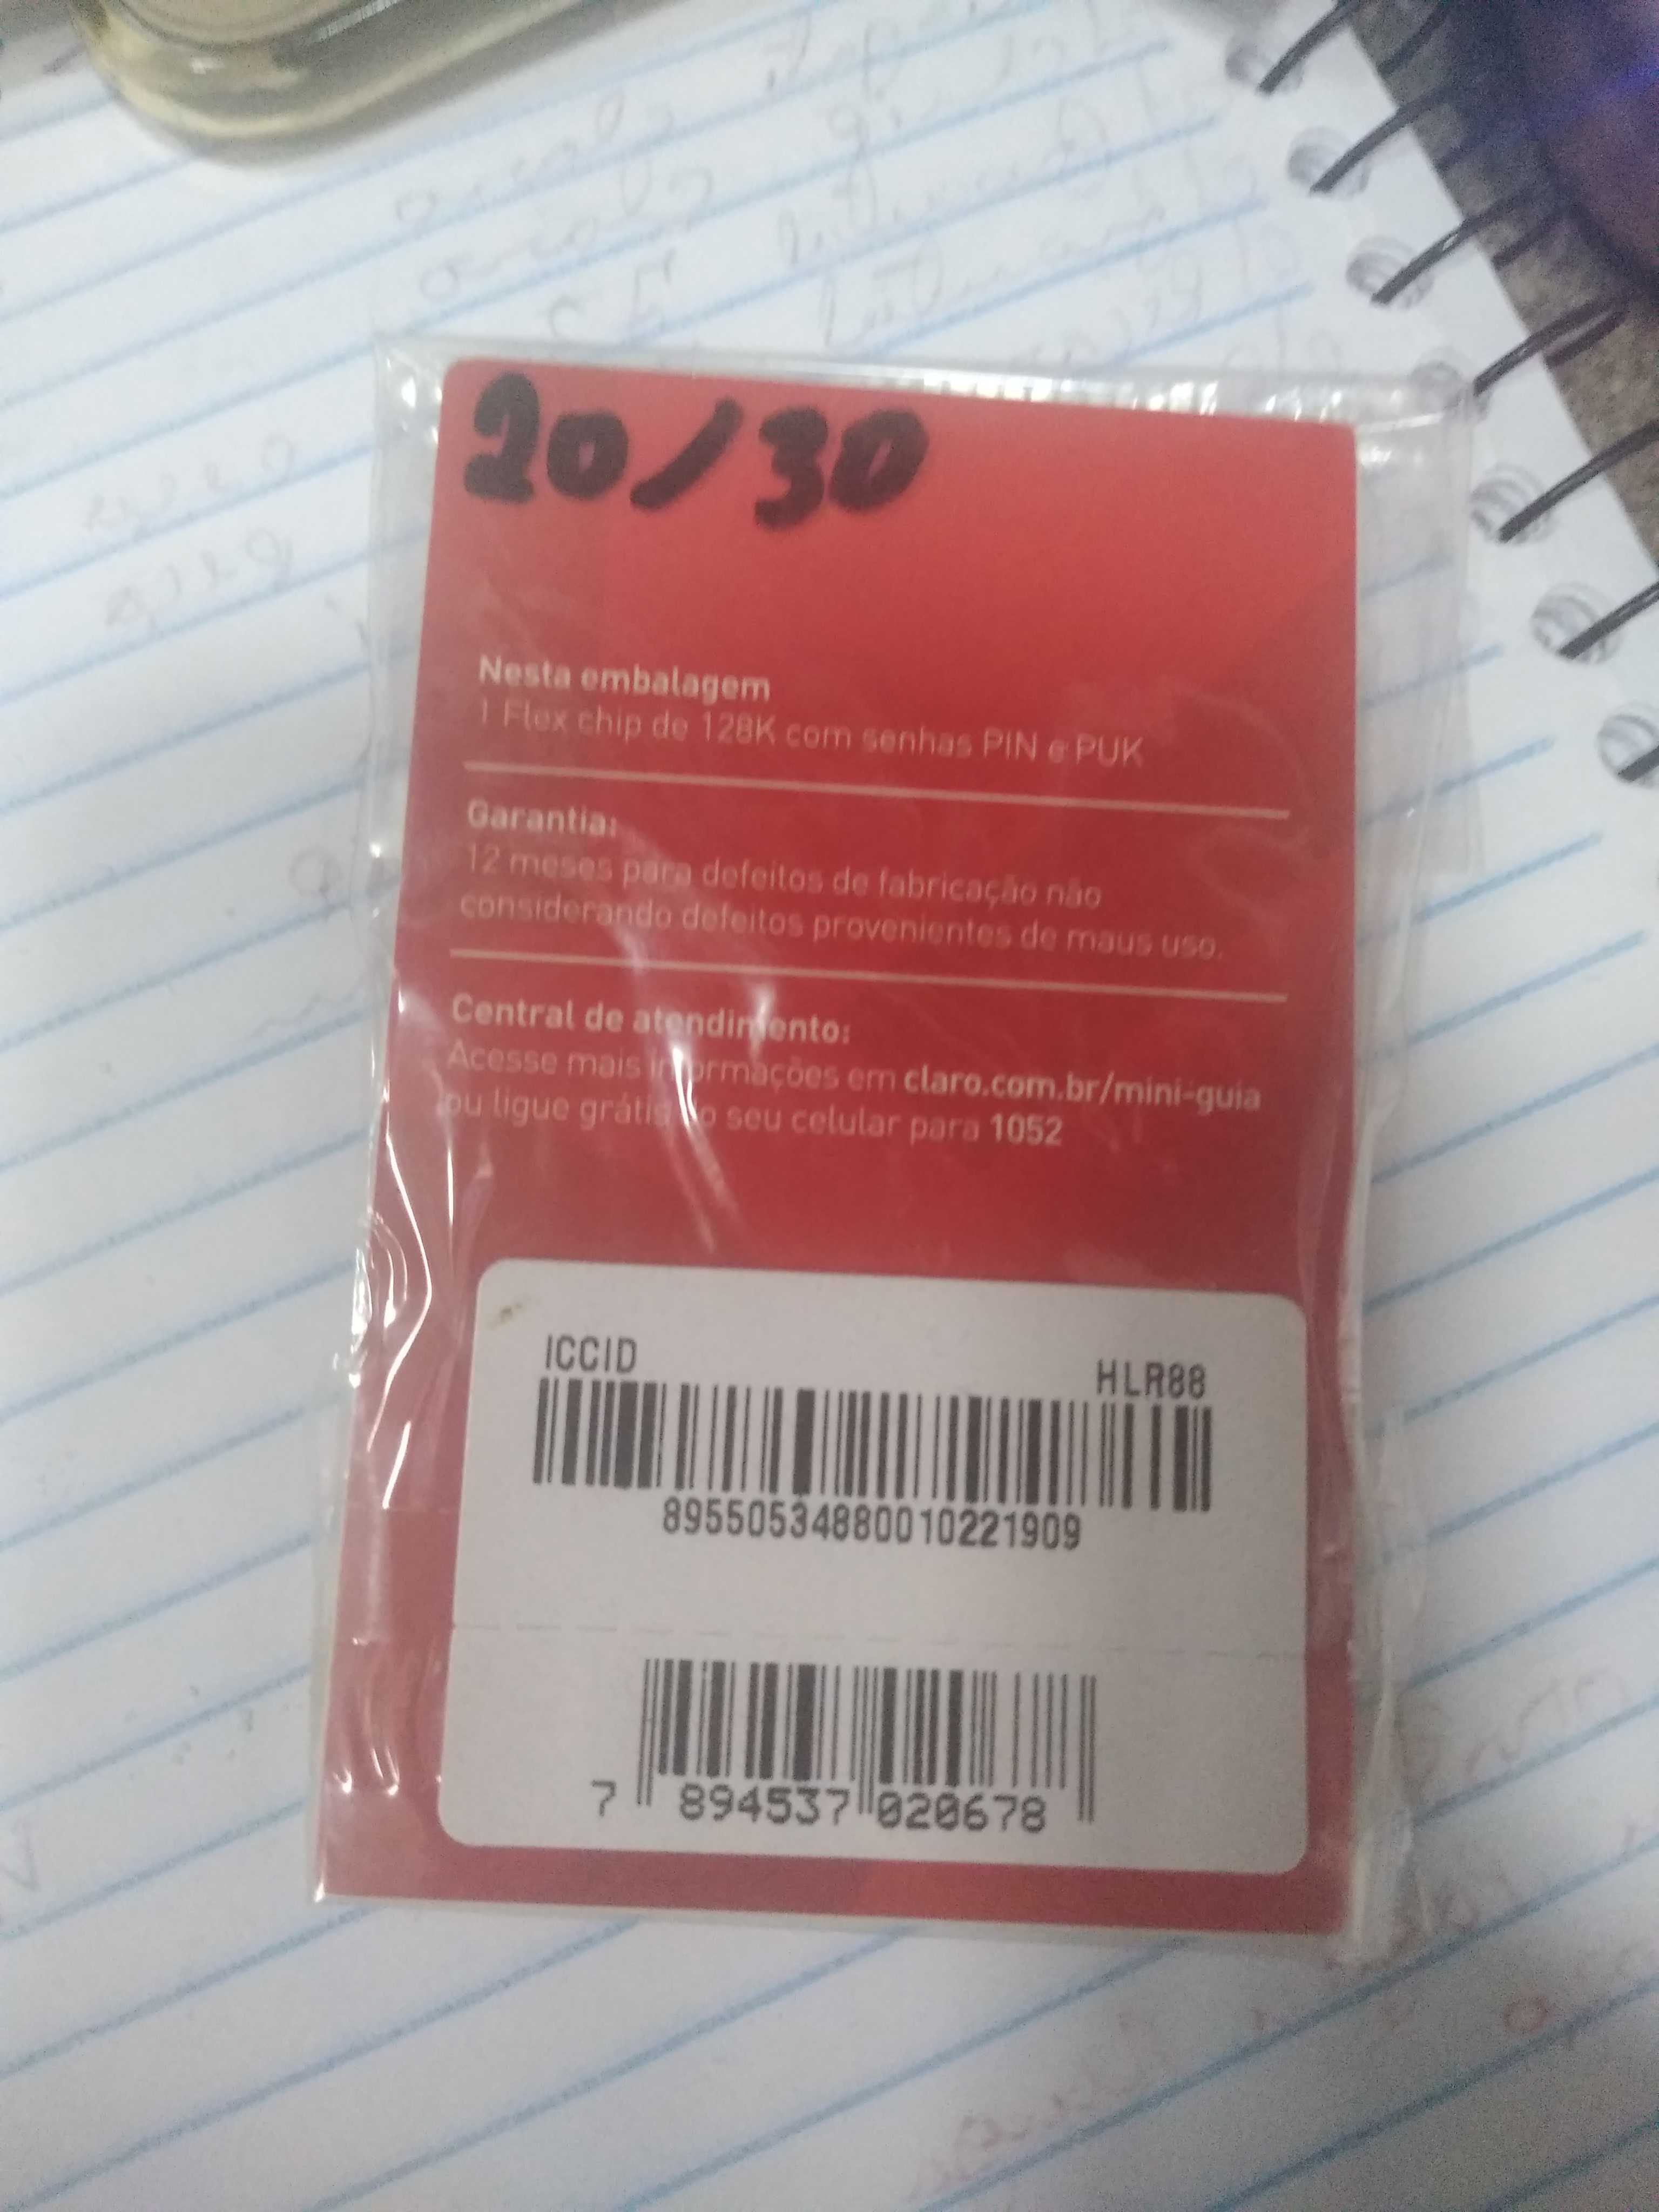 20/30
Nesta embalagem
1 Flex chip de 128K com senhas PIN e PUK
Garantia:
12 meses para defeitos de fabricação não
considerando defeitos provenientes de maus uso.
Central de atendimento:
Acesse mais informações em claro.com.br/mini-guia
ou ligue grátis do seu celular para 1052
ICCID HLR88
89550534880010221909
7 894537 020678